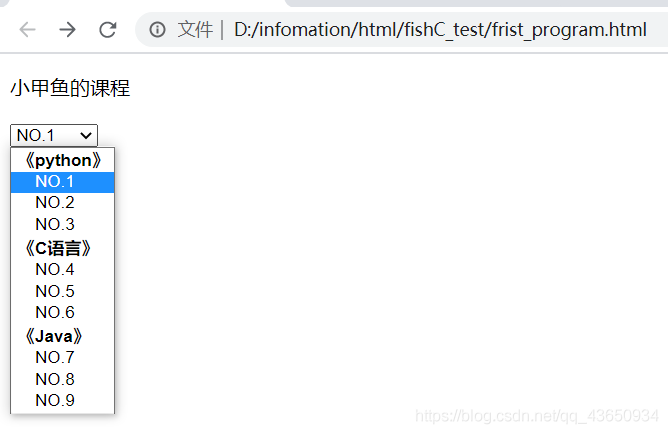 文件 | D:/infomation/html/fishC_test/frist_program.html
小甲鱼的课程
NO.1
《python》
NO.1
NO.2
NO.3
《C语言》
NO.4
NO.5
NO.6
《Java》
NO.7
NO.8
NO.9
https://blog.csdn.net/qq_43650934